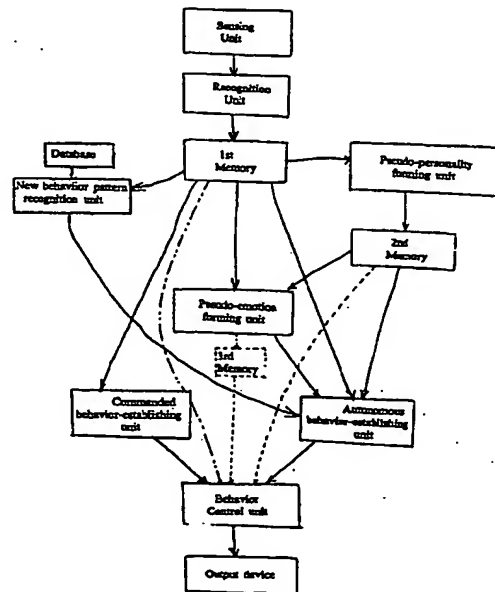 Sensing
Unit
Recognition
Unit
1st
Memory
Database
New behavior pattern
recognition unit
Pseudo-personality
forming unit
2nd
Memory
Pseudo-emotion
forming unit
3rd
Memory
Commanded
behavior-establishing
unit
Autonomous
behavior-establishing
unit
Behavior
Control unit
Output device